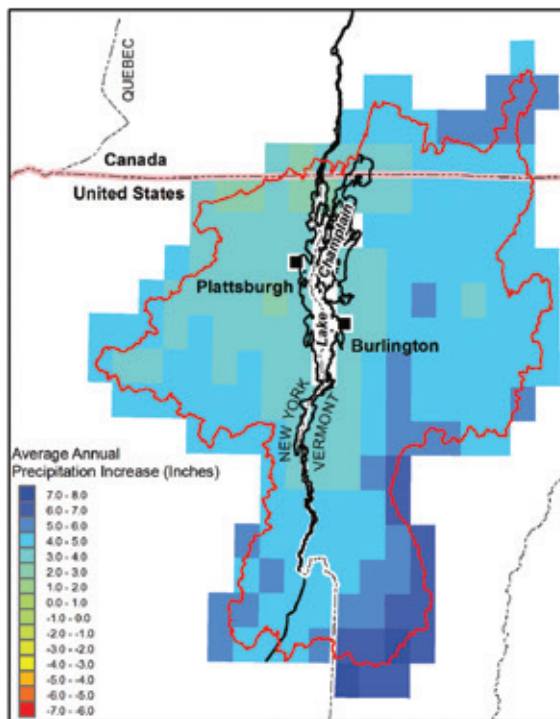 QUEBEC
Canada
United States
Champlain
Plattsburgh
Lake
Burlington
NEW YORK
VERMONT
Average Annual
Precipitation Increase (Inches)
7.0 - 8.0
6.0 - 7.0
5.0 - 6.0
4.0 - 5.0
3.0 - 4.0
2.0 - 3.0
1.0 - 2.0
0.0 - 1.0
-1.0 - 0.0
-2.0 - -1.0
-3.0 - -2.0
-4.0 - -3.0
-5.0 - -4.0
-6.0 - -5.0
-7.0 - -6.0